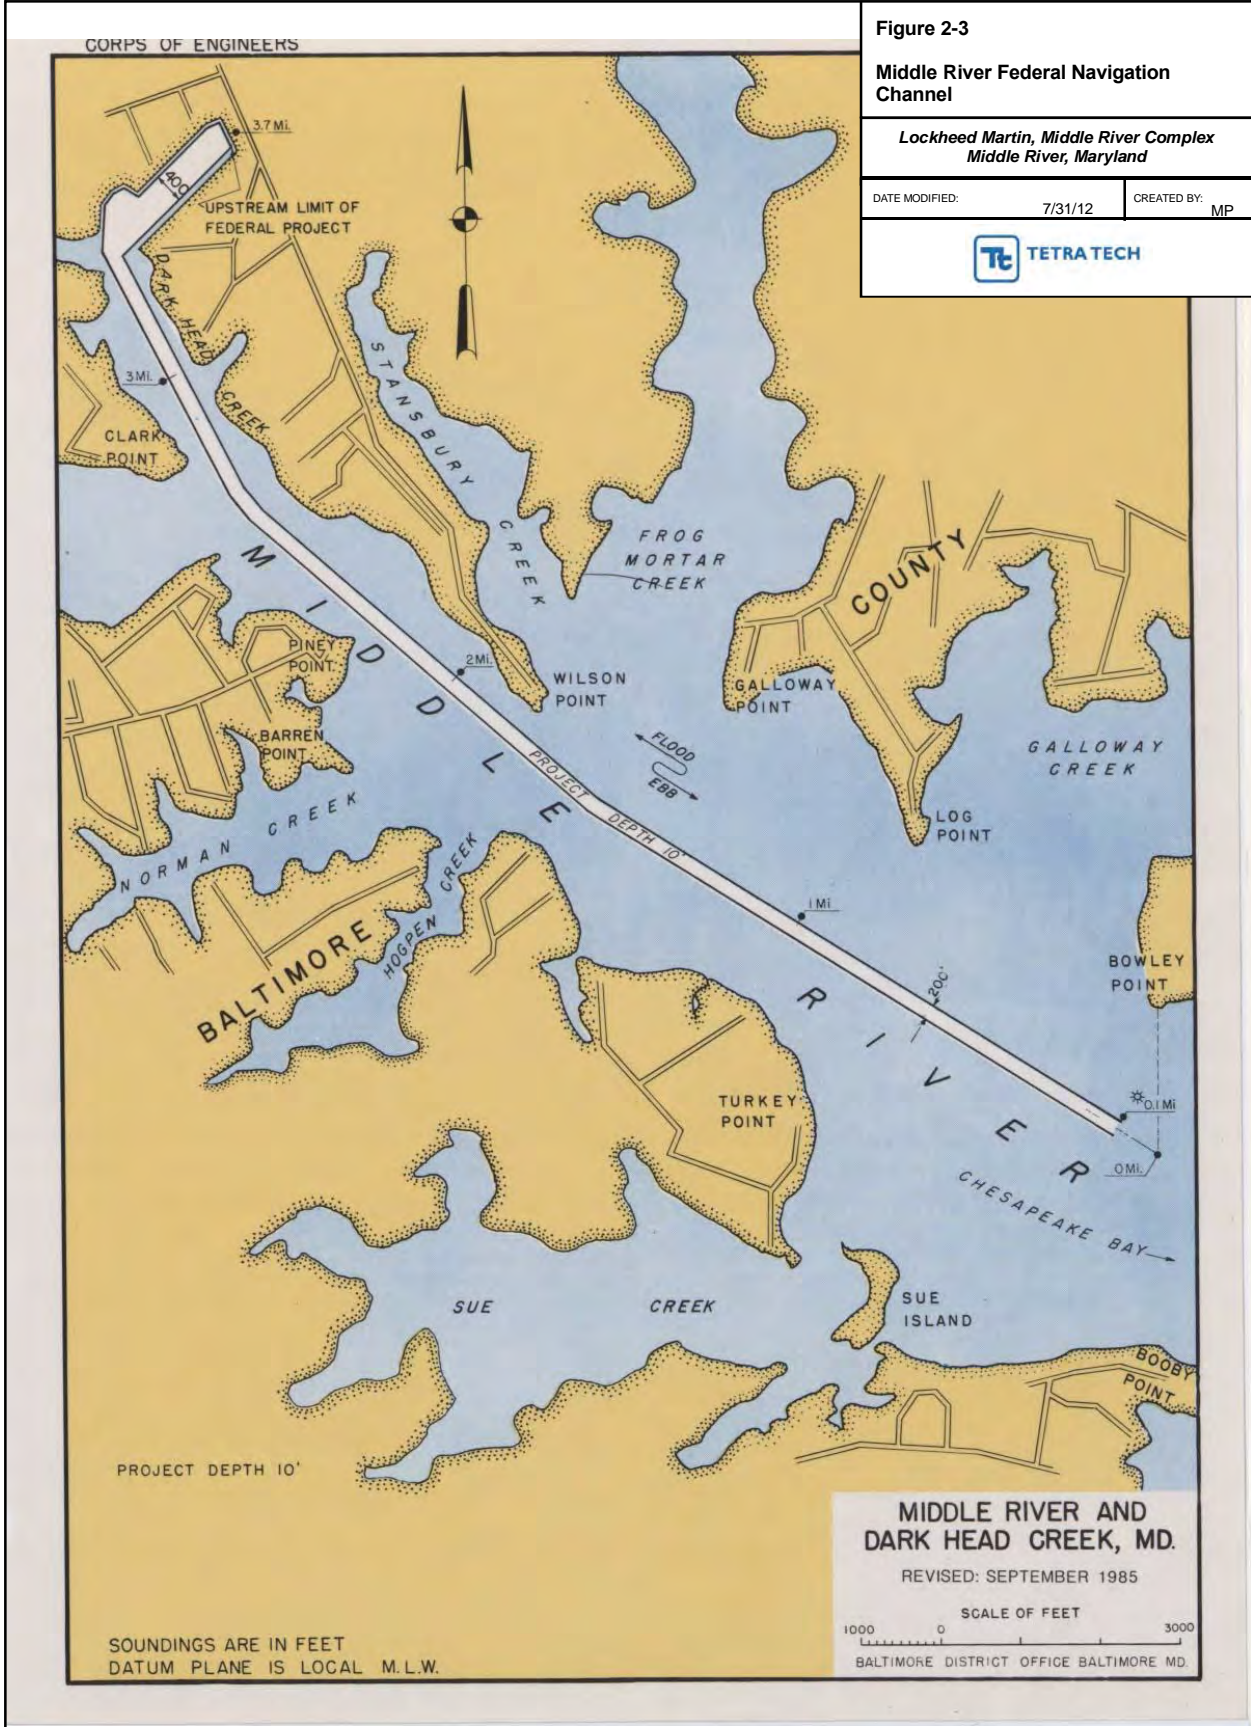 Figure 2-3
Middle River Federal Navigation
Channel
Lockheed Martin, Middle River Complex
Middle River, Maryland
DATE MODIFIED: 7/31/12
CREATED BY: MP
Tt TETRA TECH
CORPS OF ENGINEERS
3.7 Mi.
400'
UPSTREAM LIMIT OF
FEDERAL PROJECT
DARK HEAD CREEK
3 Mi.
CLARK
POINT
STANSBURY CREEK
FROG
MORTAR
CREEK
COUNTY
MIDDLE RIVER
PINEY
POINT
2 Mi.
WILSON
POINT
GALLOWAY
POINT
BARREN
POINT
FLOOD
EBB
GALLOWAY
CREEK
PROJECT DEPTH 10'
LOG
POINT
NORMAN CREEK
HOGPEN CREEK
BALTIMORE
1 Mi
200'
BOWLEY
POINT
TURKEY
POINT
0.1 Mi
0 Mi.
CHESAPEAKE BAY
SUE CREEK
SUE
ISLAND
BOOBY
POINT
PROJECT DEPTH 10'
MIDDLE RIVER AND
DARK HEAD CREEK, MD.
REVISED: SEPTEMBER 1985
SCALE OF FEET
1000 0 3000
BALTIMORE DISTRICT OFFICE BALTIMORE MD.
SOUNDINGS ARE IN FEET
DATUM PLANE IS LOCAL M.L.W.